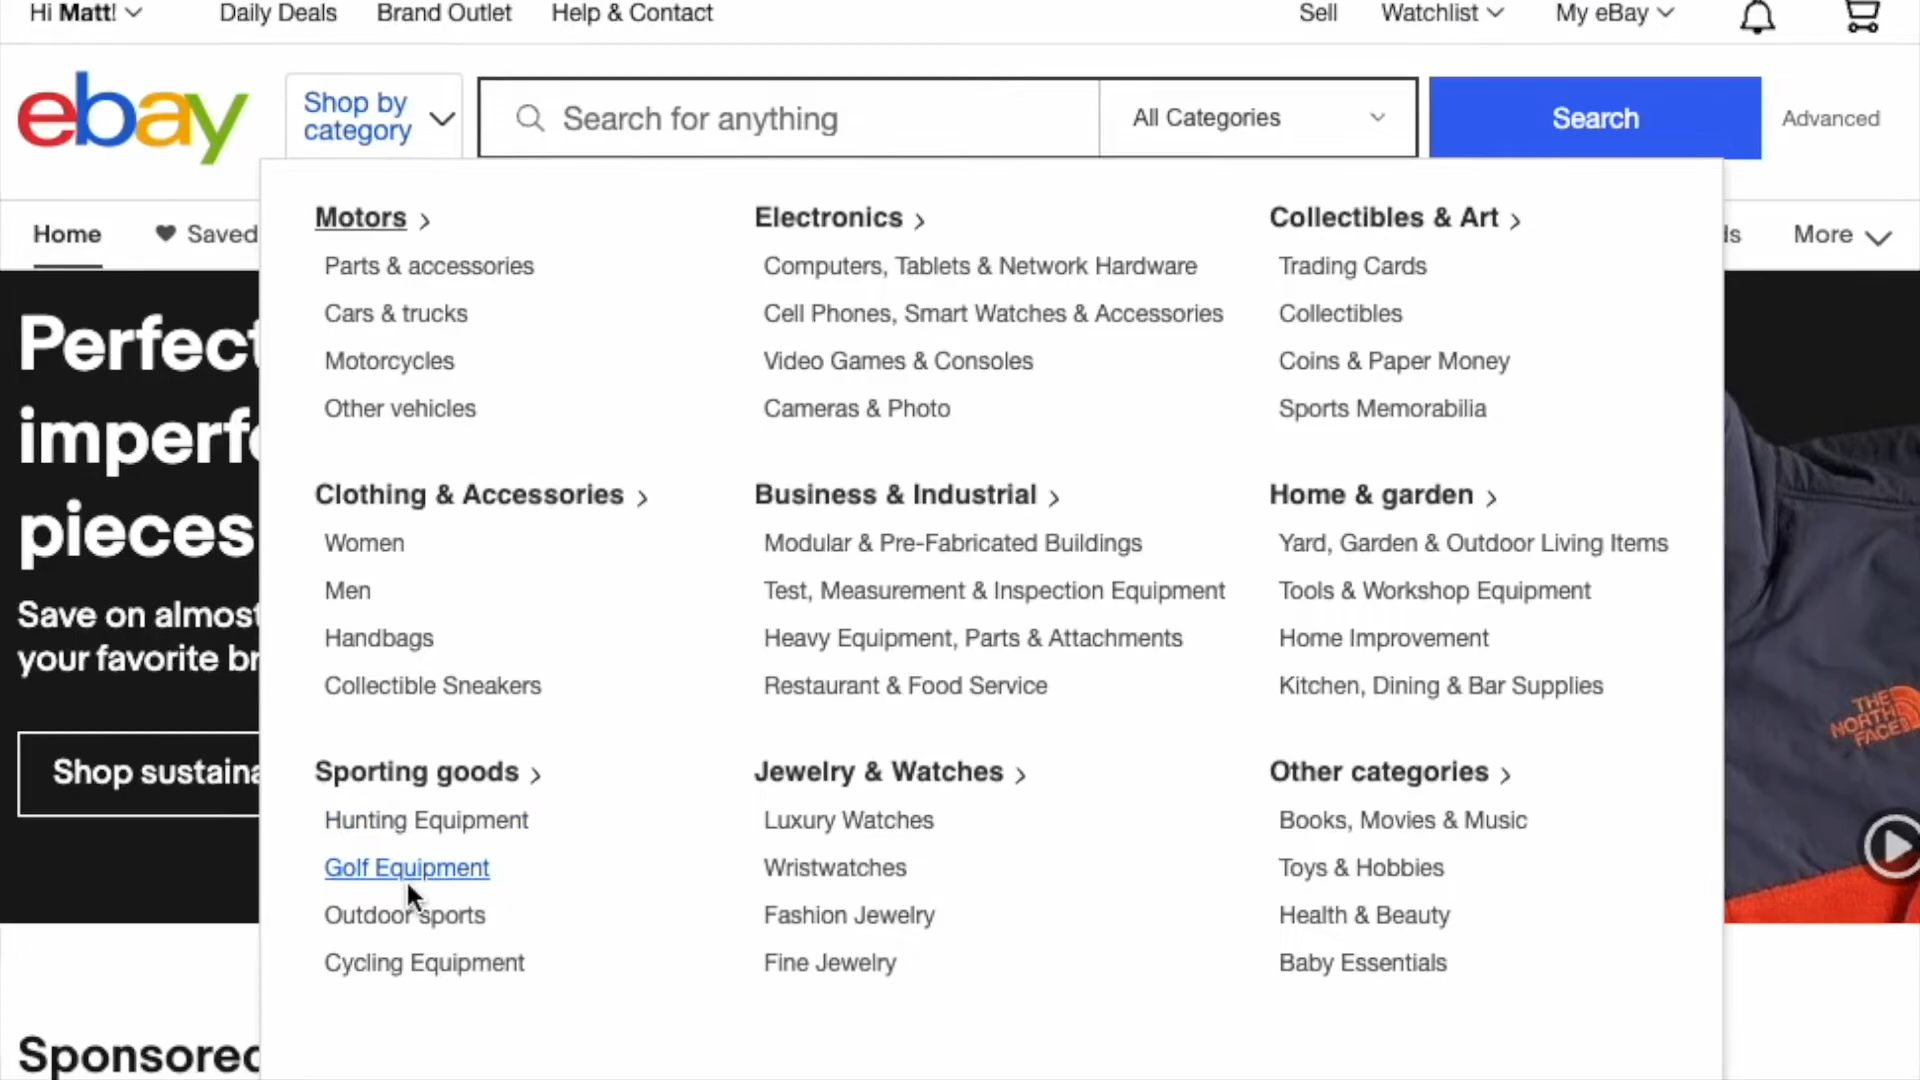 Hi Matt!
Daily Deals
Brand Outlet
Help & Contact
Sell
Watchlist
My eBay
ebay
Shop by
category
Search for anything
All Categories
Search
Advanced
Home
Saved
More
Motors
Parts & accessories
Cars & trucks
Motorcycles
Other vehicles
Electronics
Computers, Tablets & Network Hardware
Cell Phones, Smart Watches & Accessories
Video Games & Consoles
Cameras & Photo
Collectibles & Art
Trading Cards
Collectibles
Coins & Paper Money
Sports Memorabilia
Clothing & Accessories
Women
Men
Handbags
Collectible Sneakers
Business & Industrial
Modular & Pre-Fabricated Buildings
Test, Measurement & Inspection Equipment
Heavy Equipment, Parts & Attachments
Restaurant & Food Service
Home & garden
Yard, Garden & Outdoor Living Items
Tools & Workshop Equipment
Home Improvement
Kitchen, Dining & Bar Supplies
Sporting goods
Hunting Equipment
Golf Equipment
Outdoor sports
Cycling Equipment
Jewelry & Watches
Luxury Watches
Wristwatches
Fashion Jewelry
Fine Jewelry
Other categories
Books, Movies & Music
Toys & Hobbies
Health & Beauty
Baby Essentials
Perfect
imperfe
pieces
Save on almost
your favorite br
Shop sustaina
THE
NORTH
FACE
Sponsored